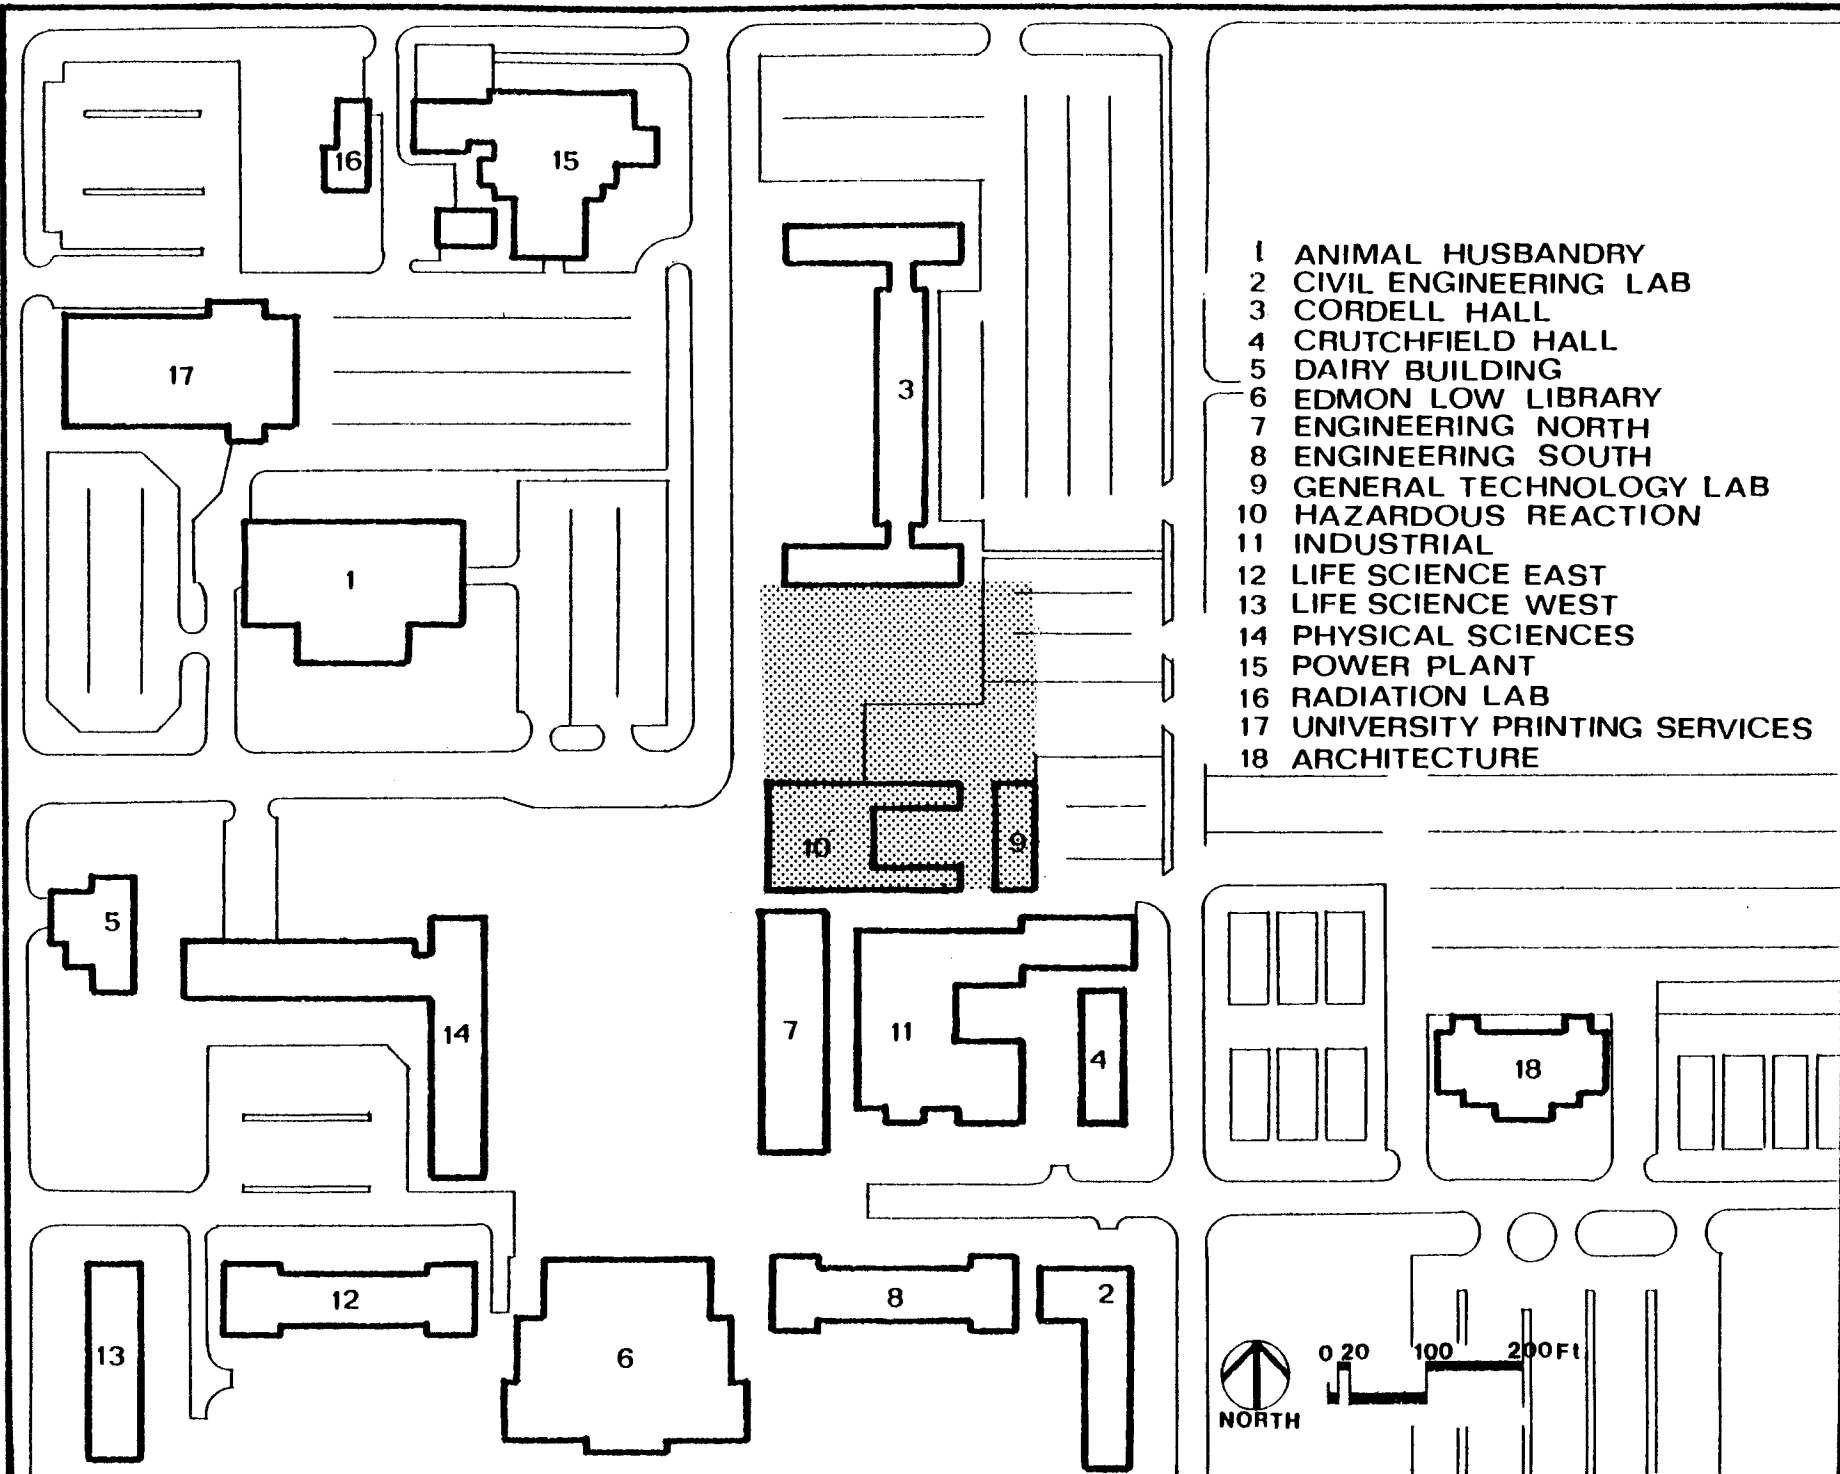 16
15
17
3
1
10
9
5
14
7
11
4
18
12
8
2
13
6
1 ANIMAL HUSBANDRY
2 CIVIL ENGINEERING LAB
3 CORDELL HALL
4 CRUTCHFIELD HALL
5 DAIRY BUILDING
6 EDMON LOW LIBRARY
7 ENGINEERING NORTH
8 ENGINEERING SOUTH
9 GENERAL TECHNOLOGY LAB
10 HAZARDOUS REACTION
11 INDUSTRIAL
12 LIFE SCIENCE EAST
13 LIFE SCIENCE WEST
14 PHYSICAL SCIENCES
15 POWER PLANT
16 RADIATION LAB
17 UNIVERSITY PRINTING SERVICES
18 ARCHITECTURE
0 20 100 200Ft
NORTH